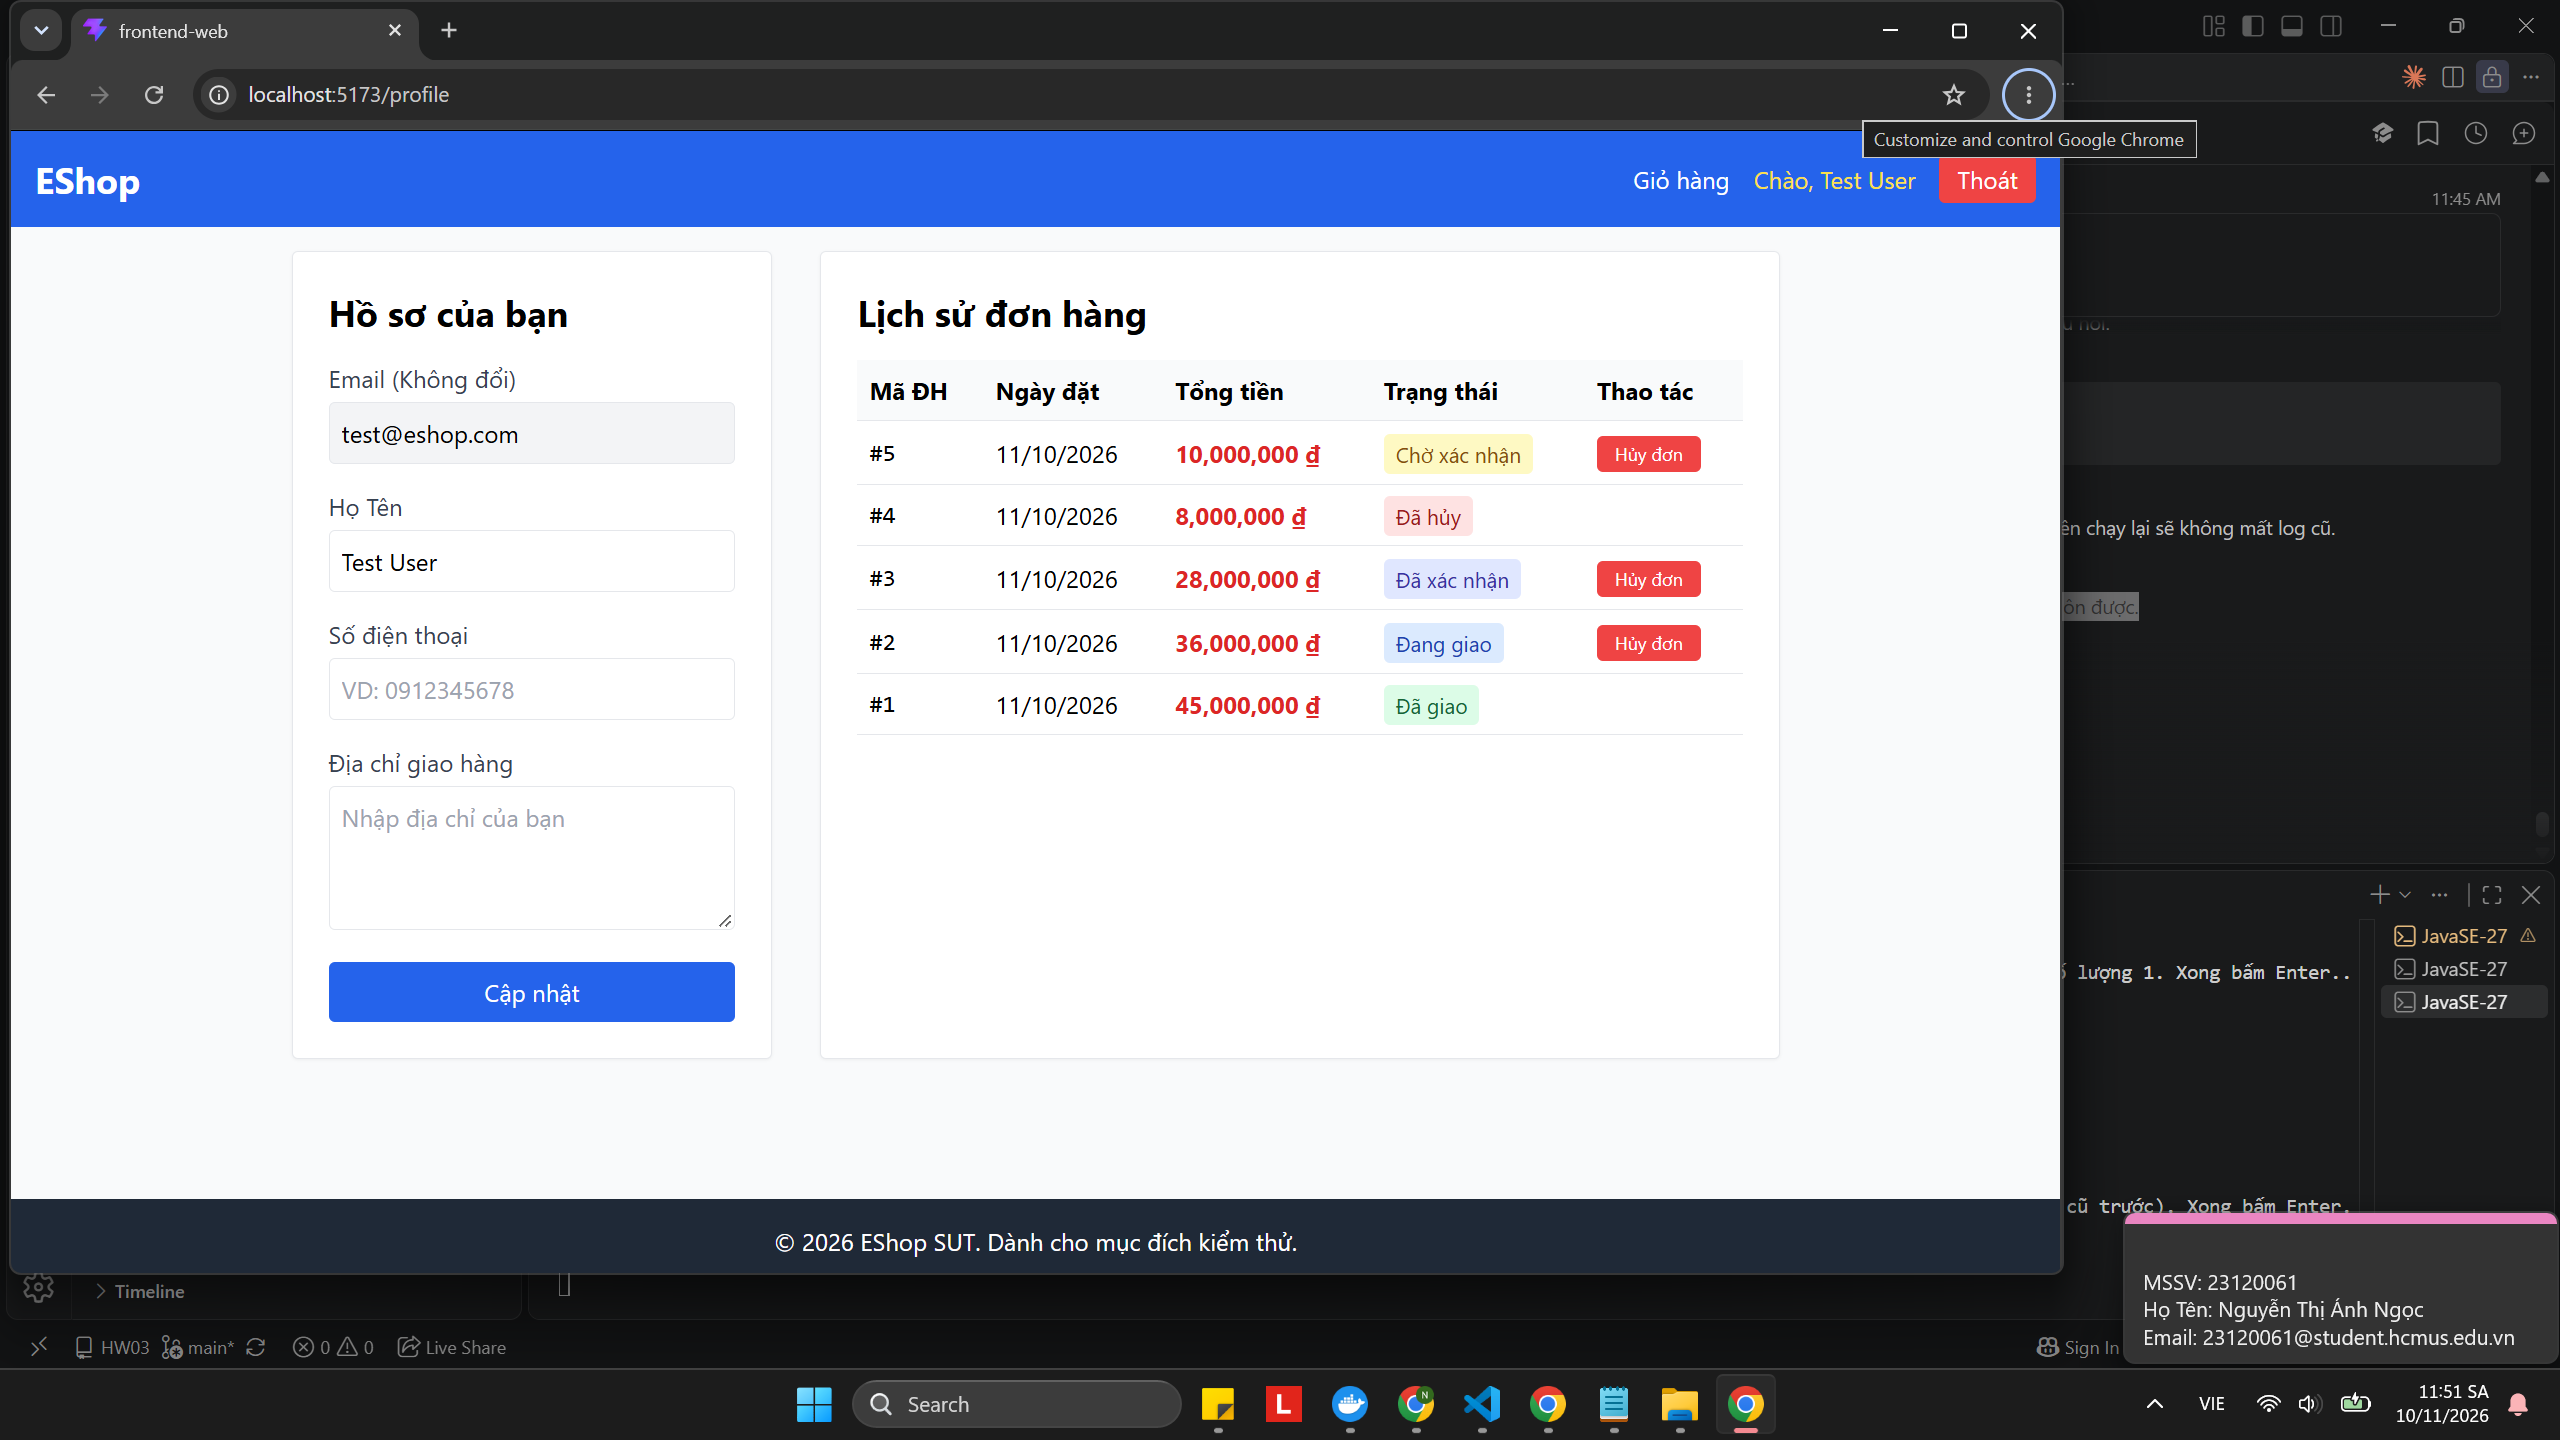 frontend-web
localhost:5173/profile
Customize and control Google Chrome
EShop
Giỏ hàng
Chào, Test User
Thoát
11:45 AM
Hồ sơ của bạn
Email (Không đổi)
test@eshop.com
Họ Tên
Test User
Số điện thoại
VD: 0912345678
Địa chỉ giao hàng
Nhập địa chỉ của bạn
Cập nhật
Lịch sử đơn hàng
Mã ĐH Ngày đặt Tổng tiền Trạng thái Thao tác
#5 11/10/2026 10,000,000 ₫ Chờ xác nhận Hủy đơn
#4 11/10/2026 8,000,000 ₫ Đã hủy
#3 11/10/2026 28,000,000 ₫ Đã xác nhận Hủy đơn
#2 11/10/2026 36,000,000 ₫ Đang giao Hủy đơn
#1 11/10/2026 45,000,000 ₫ Đã giao
chạy lại sẽ không mất log cũ.
được.
lượng 1. Xong bấm Enter..
JavaSE-27
JavaSE-27
JavaSE-27
cũ trước). Xong bấm Enter.
© 2026 EShop SUT. Dành cho mục đích kiểm thử.
Timeline
MSSV: 23120061
Họ Tên: Nguyễn Thị Ánh Ngọc
Email: 23120061@student.hcmus.edu.vn
HW03 main* 0 0 Live Share
Sign In
Search
VIE
11:51 SA
10/11/2026